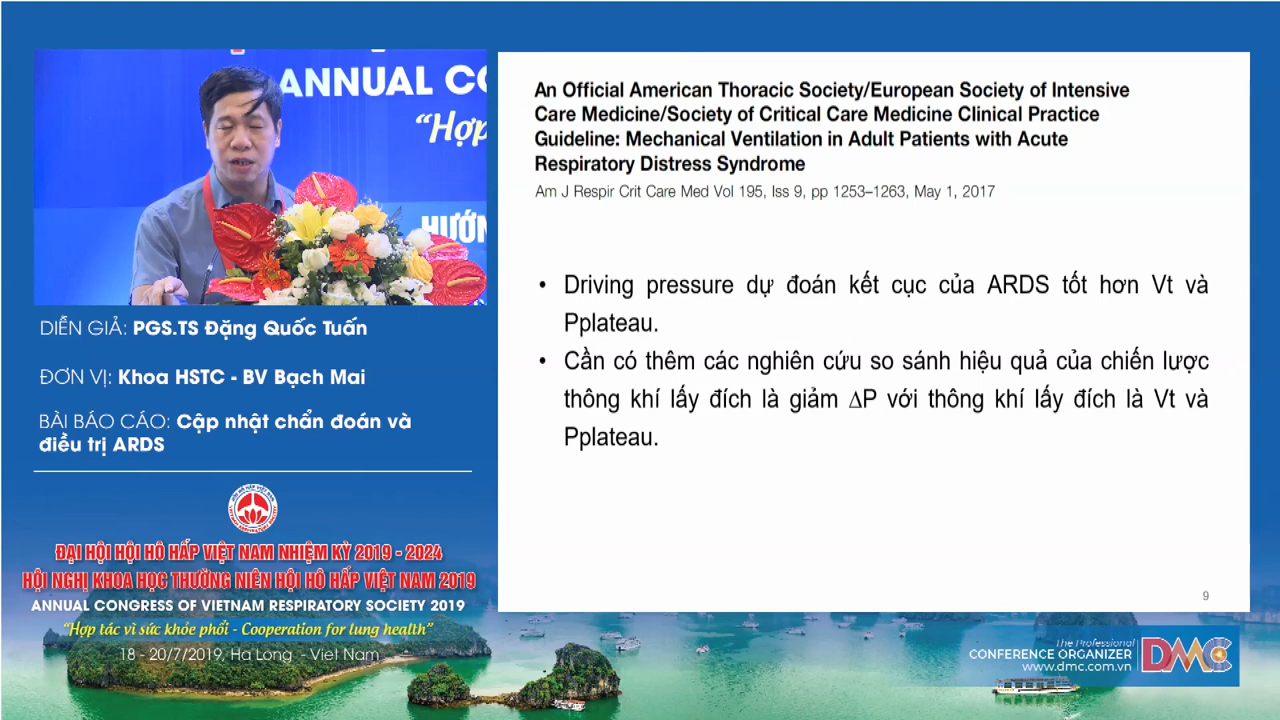 ANNUAL CO
“Hợp
HƯỚN
DIỄN GIẢ: PGS.TS Đặng Quốc Tuấn
ĐƠN VỊ: Khoa HSTC - BV Bạch Mai
BÀI BÁO CÁO: Cập nhật chẩn đoán và
điều trị ARDS
ĐẠI HỘI HỘI HÔ HẤP VIỆT NAM NHIỆM KỲ 2019 - 2024
HỘI NGHỊ KHOA HỌC THƯỜNG NIÊN HỘI HÔ HẤP VIỆT NAM 2019
ANNUAL CONGRESS OF VIETNAM RESPIRATORY SOCIETY 2019
“Hợp tác vì sức khỏe phổi - Cooperation for lung health”
18 - 20/7/2019, Ha Long - Viet Nam
An Official American Thoracic Society/European Society of Intensive
Care Medicine/Society of Critical Care Medicine Clinical Practice
Guideline: Mechanical Ventilation in Adult Patients with Acute
Respiratory Distress Syndrome
Am J Respir Crit Care Med Vol 195, Iss 9, pp 1253–1263, May 1, 2017
• Driving pressure dự đoán kết cục của ARDS tốt hơn Vt và
Pplateau.
• Cần có thêm các nghiên cứu so sánh hiệu quả của chiến lược
thông khí lấy đích là giảm ∆P với thông khí lấy đích là Vt và
Pplateau.
9
The Professional
CONFERENCE ORGANIZER
www.dmc.com.vn
DMC